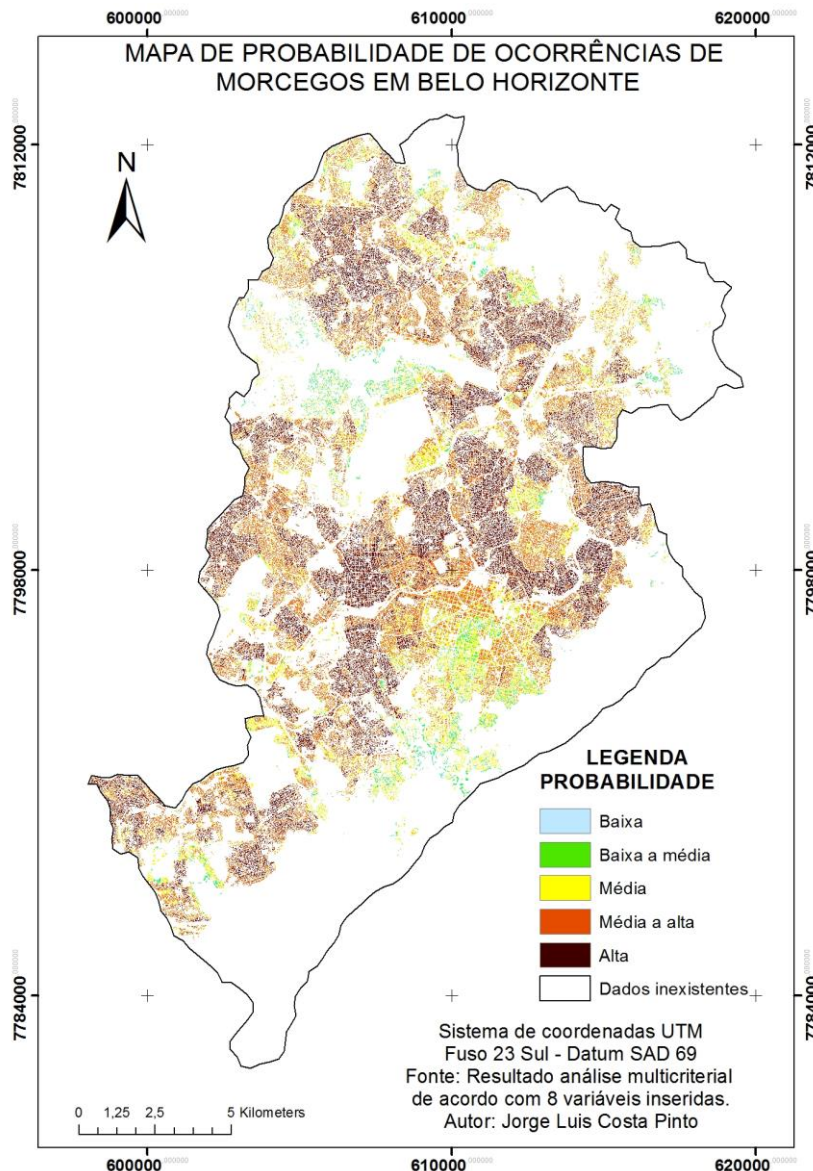 600000 610000 620000
MAPA DE PROBABILIDADE DE OCORRÊNCIAS DE
MORCEGOS EM BELO HORIZONTE
7812000 7812000
N
7798000 7798000
LEGENDA
PROBABILIDADE
Baixa
Baixa a média
Média
Média a alta
Alta
Dados inexistentes
7784000 7784000
Sistema de coordenadas UTM
Fuso 23 Sul - Datum SAD 69
Fonte: Resultado análise multicriterial
de acordo com 8 variáveis inseridas.
Autor: Jorge Luis Costa Pinto
0 1,25 2,5 5 Kilometers
600000 610000 620000